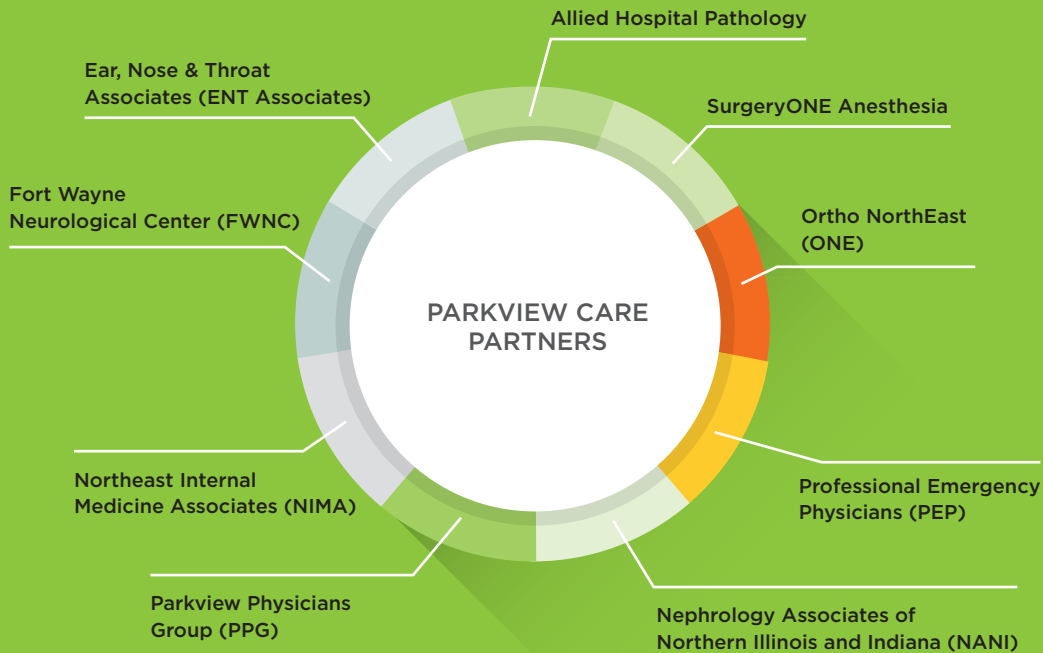 Allied Hospital Pathology
Ear, Nose & Throat
Associates (ENT Associates)
SurgeryONE Anesthesia
Fort Wayne
Neurological Center (FWNC)
Ortho NorthEast
(ONE)
PARKVIEW CARE
PARTNERS
Northeast Internal
Medicine Associates (NIMA)
Professional Emergency
Physicians (PEP)
Parkview Physicians
Group (PPG)
Nephrology Associates of
Northern Illinois and Indiana (NANI)